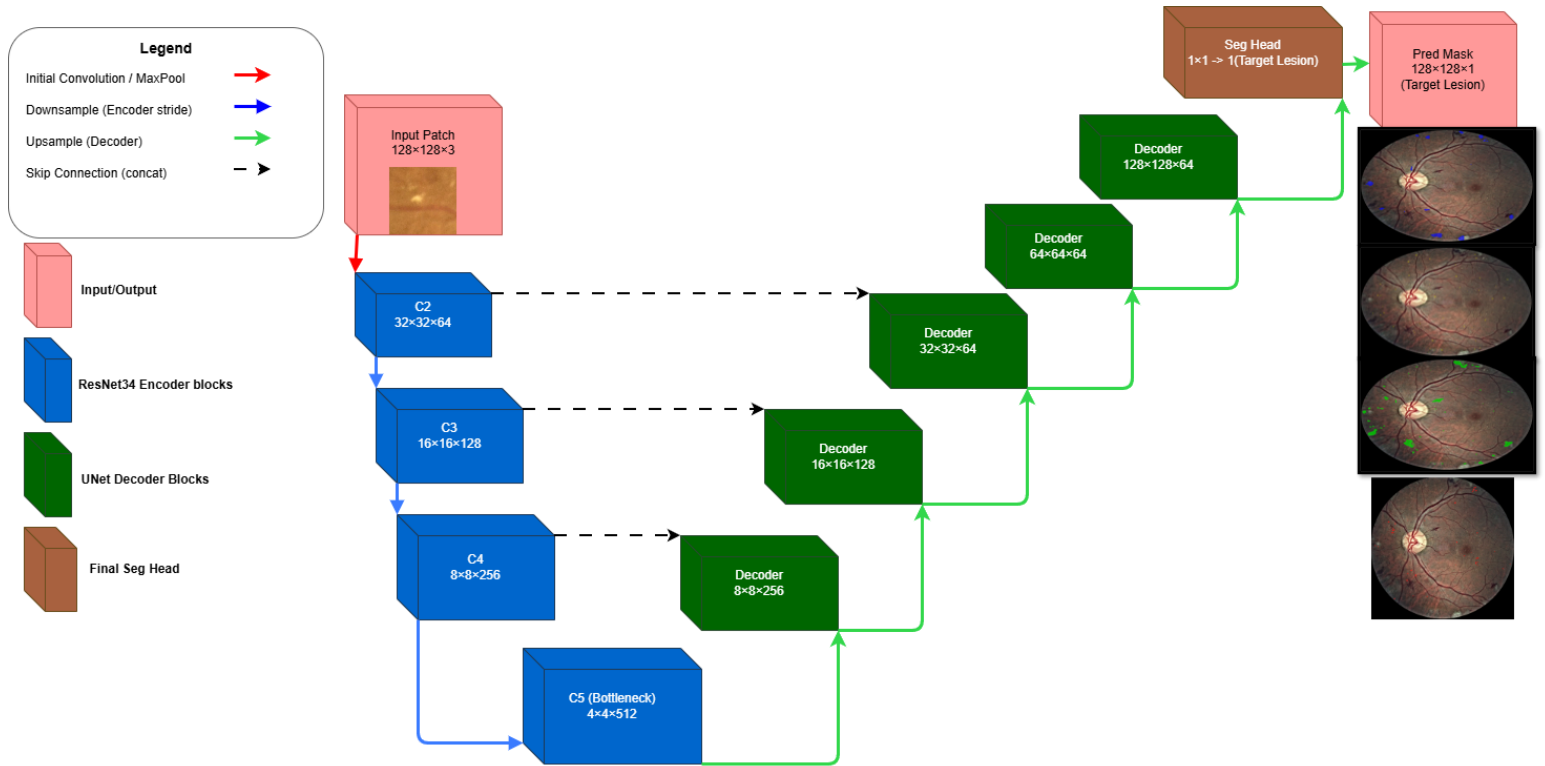 Legend
Initial Convolution / MaxPool
Downsample (Encoder stride)
Upsample (Decoder)
Skip Connection (concat)
Input/Output
ResNet34 Encoder blocks
UNet Decoder Blocks
Final Seg Head
Input Patch
128×128×3
C2
32×32×64
C3
16×16×128
C4
8×8×256
C5 (Bottleneck)
4×4×512
Decoder
8×8×256
Decoder
16×16×128
Decoder
32×32×64
Decoder
64×64×64
Decoder
128×128×64
Seg Head
1×1 -> 1(Target Lesion)
Pred Mask
128×128×1
(Target Lesion)